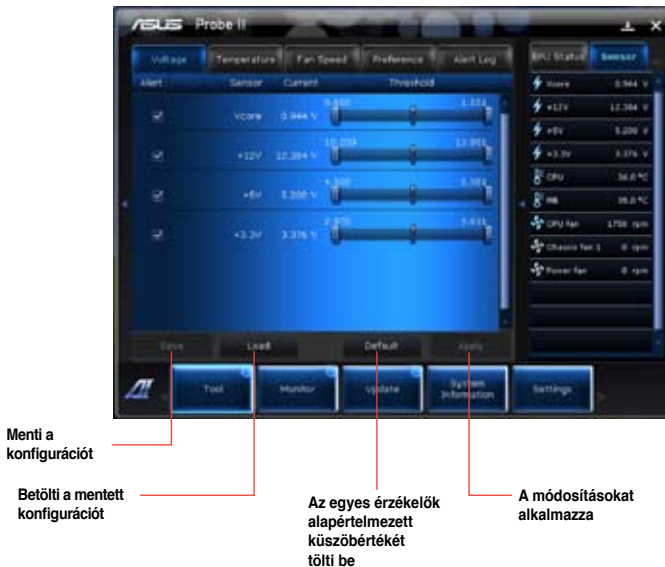 ASUS Probe II
Voltage Temperature Fan Speed Preference Alert Log
EPU Status Sensor
Alert Sensor Current Threshold
Vcore 0.944 V
+12V 12.384 V
+5V 5.200 V
+3.3V 3.376 V
Vcore 0.944 V
+12V 12.384 V
+5V 5.200 V
+3.3V 3.376 V
CPU
MB
CPU Fan 1750 rpm
Chassis Fan 1 0 rpm
Power Fan 0 rpm
Save Load Default Apply
Tool Monitor Update System Information Settings
Menti a
konfigurációt
Betölti a mentett
konfigurációt
Az egyes érzékelők
alapértelmezett
küszöbértékét
tölti be
A módosításokat
alkalmazza